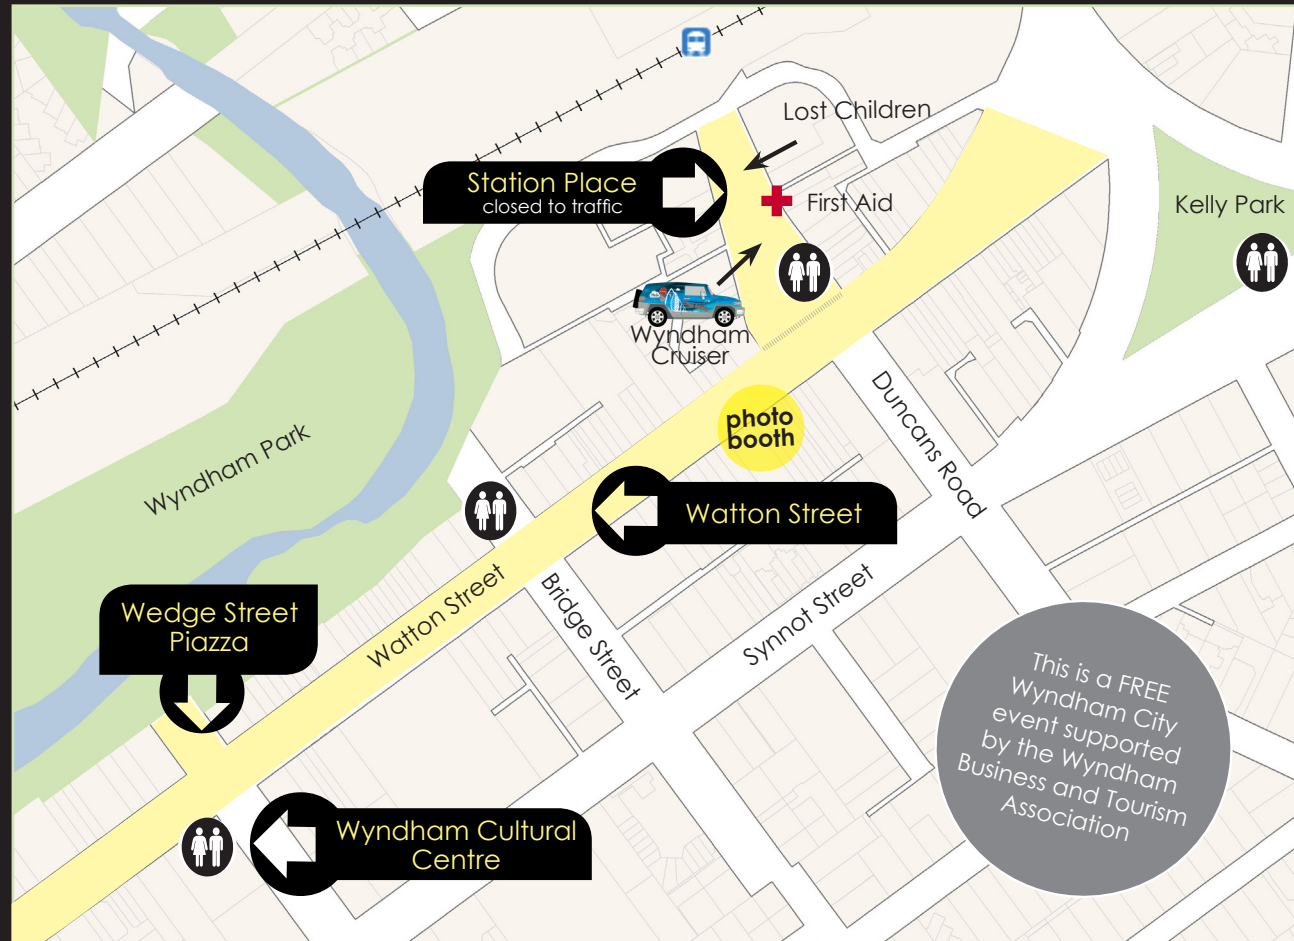 Lost Children
Station Place
closed to traffic
First Aid
Kelly Park
Wyndham
Cruiser
photo
booth
Duncans Road
Wyndham Park
Watton Street
Wedge Street
Piazza
Watton Street
Bridge Street
Synnot Street
This is a FREE
Wyndham City
event supported
by the Wyndham
Business and Tourism
Association
Wyndham Cultural
Centre